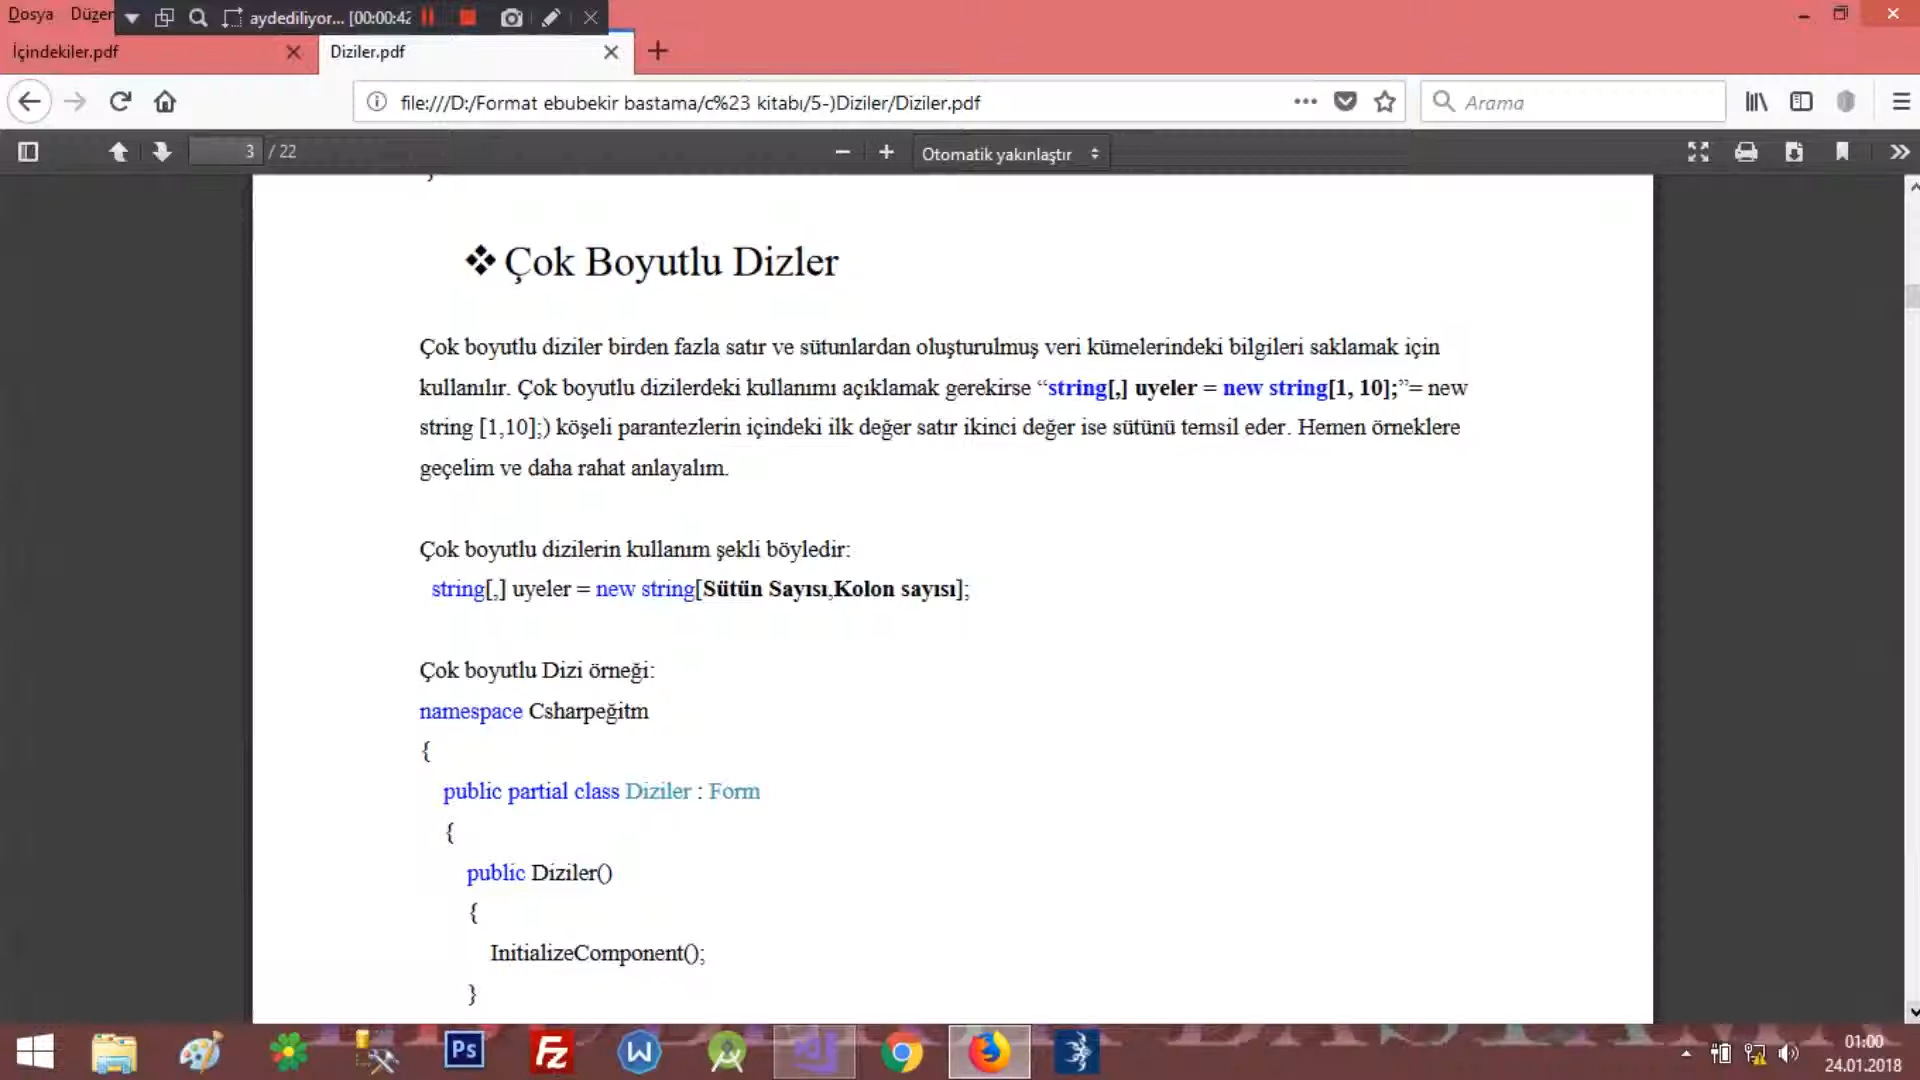 Dosya Düzer aydediliyor... [00:00:42
İçindekiler.pdf Diziler.pdf
file:///D:/Format ebubekir bastama/c%23 kitabı/5-)Diziler/Diziler.pdf Arama
3 / 22 Otomatik yakınlaştır
❖ Çok Boyutlu Dizler
Çok boyutlu diziler birden fazla satır ve sütunlardan oluşturulmuş veri kümelerindeki bilgileri saklamak için
kullanılır. Çok boyutlu dizilerdeki kullanımı açıklamak gerekirse “string[,] uyeler = new string[1, 10];”= new
string [1,10];) köşeli parantezlerin içindeki ilk değer satır ikinci değer ise sütünü temsil eder. Hemen örneklere
geçelim ve daha rahat anlayalım.
Çok boyutlu dizilerin kullanım şekli böyledir:
string[,] uyeler = new string[Sütün Sayısı,Kolon sayısı];
Çok boyutlu Dizi örneği:
namespace Csharpeğitm
{
public partial class Diziler : Form
{
public Diziler()
{
InitializeComponent();
}
Ps
01:00
24.01.2018